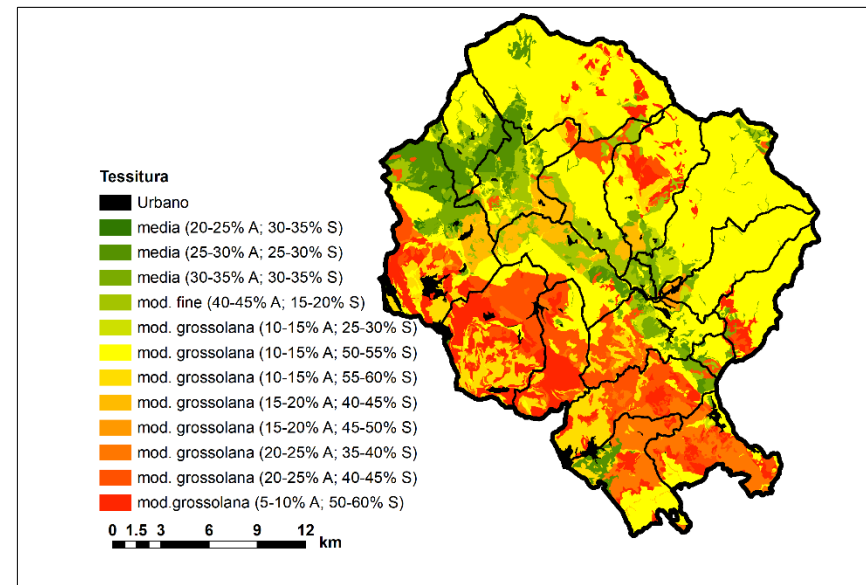 Tessitura
Urbano
media (20-25% A; 30-35% S)
media (25-30% A; 25-30% S)
media (30-35% A; 30-35% S)
mod. fine (40-45% A; 15-20% S)
mod. grossolana (10-15% A; 25-30% S)
mod. grossolana (10-15% A; 50-55% S)
mod. grossolana (10-15% A; 55-60% S)
mod. grossolana (15-20% A; 40-45% S)
mod. grossolana (15-20% A; 45-50% S)
mod. grossolana (20-25% A; 35-40% S)
mod. grossolana (20-25% A; 40-45% S)
mod.grossolana (5-10% A; 50-60% S)
0 1.5 3 6 9 12
km